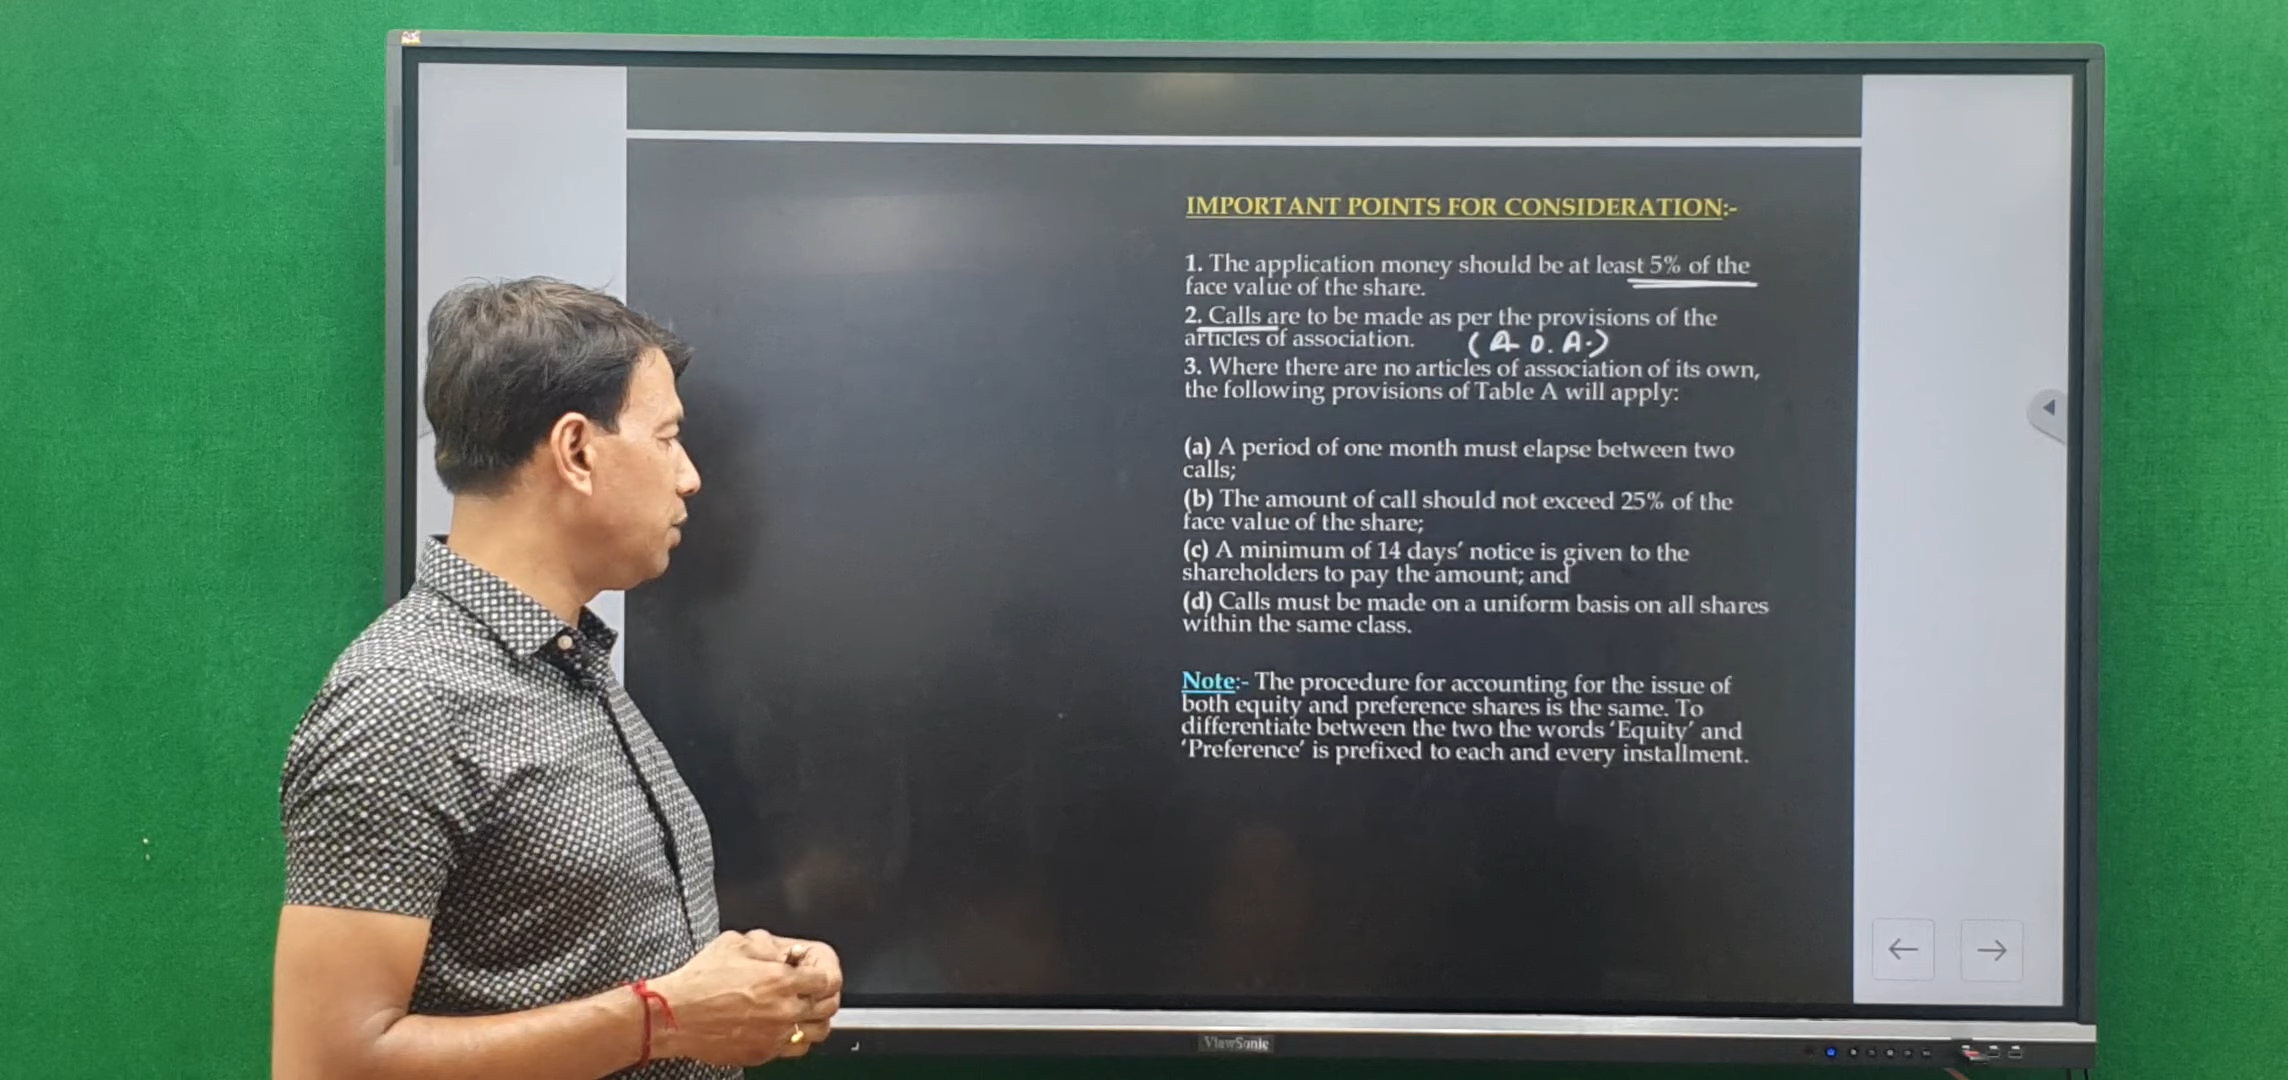 IMPORTANT POINTS FOR CONSIDERATION:-
1. The application money should be at least 5% of the
face value of the share.
2. Calls are to be made as per the provisions of the
articles of association. (A O. A.)
3. Where there are no articles of association of its own,
the following provisions of Table A will apply:
(a) A period of one month must elapse between two
calls;
(b) The amount of call should not exceed 25% of the
face value of the share;
(c) A minimum of 14 days' notice is given to the
shareholders to pay the amount; and
(d) Calls must be made on a uniform basis on all shares
within the same class.
Note:- The procedure for accounting for the issue of
both equity and preference shares is the same. To
differentiate between the two the words ‘Equity’ and
‘Preference’ is prefixed to each and every installment.
ViewSonic